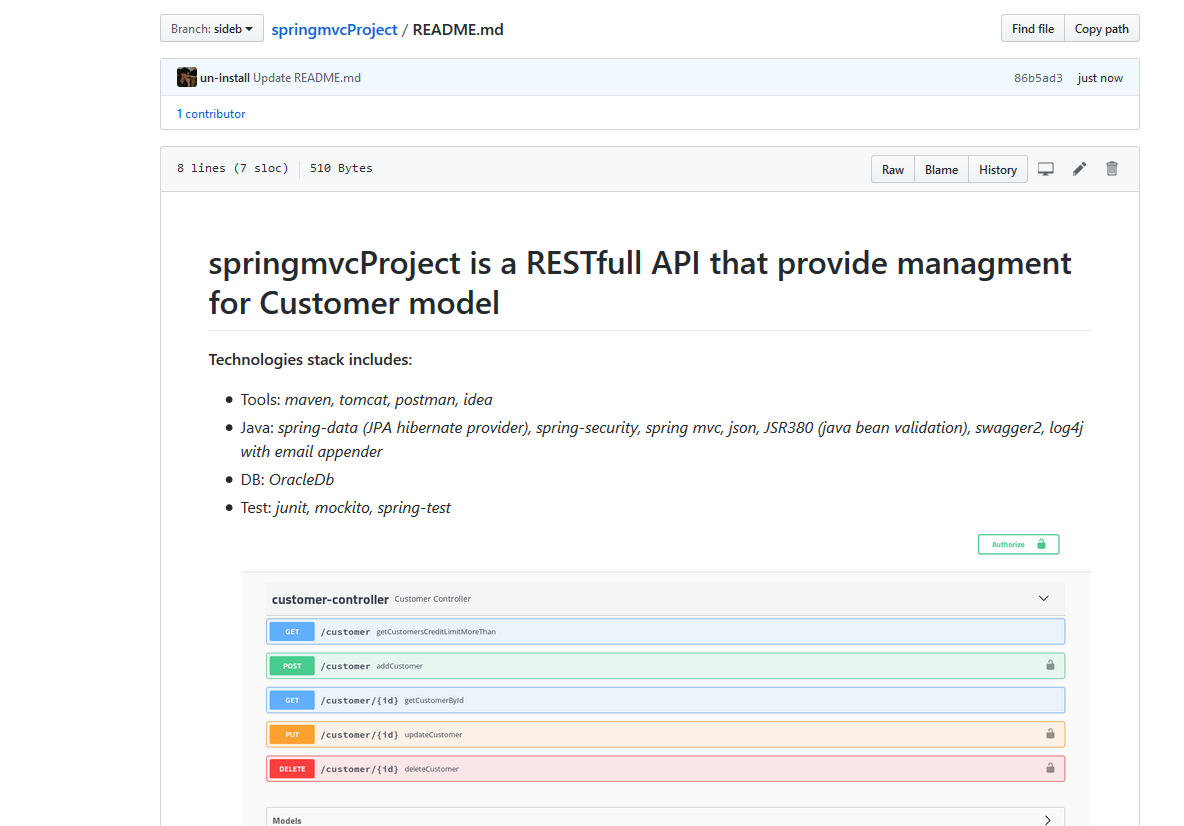 Branch: sideb springmvcProject / README.md Find file Copy path
un-install Update README.md 86b5ad3 just now
1 contributor
8 lines (7 sloc) 510 Bytes Raw Blame History
springmvcProject is a RESTfull API that provide managment
for Customer model
Technologies stack includes:
Tools: maven, tomcat, postman, idea
Java: spring-data (JPA hibernate provider), spring-security, spring mvc, json, JSR380 (java bean validation), swagger2, log4j
with email appender
DB: OracleDb
Test: junit, mockito, spring-test
Authorize
customer-controller Customer Controller
GET /customer getCustomersCreditLimitMoreThan
POST /customer addCustomer
GET /customer/{id} getCustomerById
PUT /customer/{id} updateCustomer
DELETE /customer/{id} deleteCustomer
Models